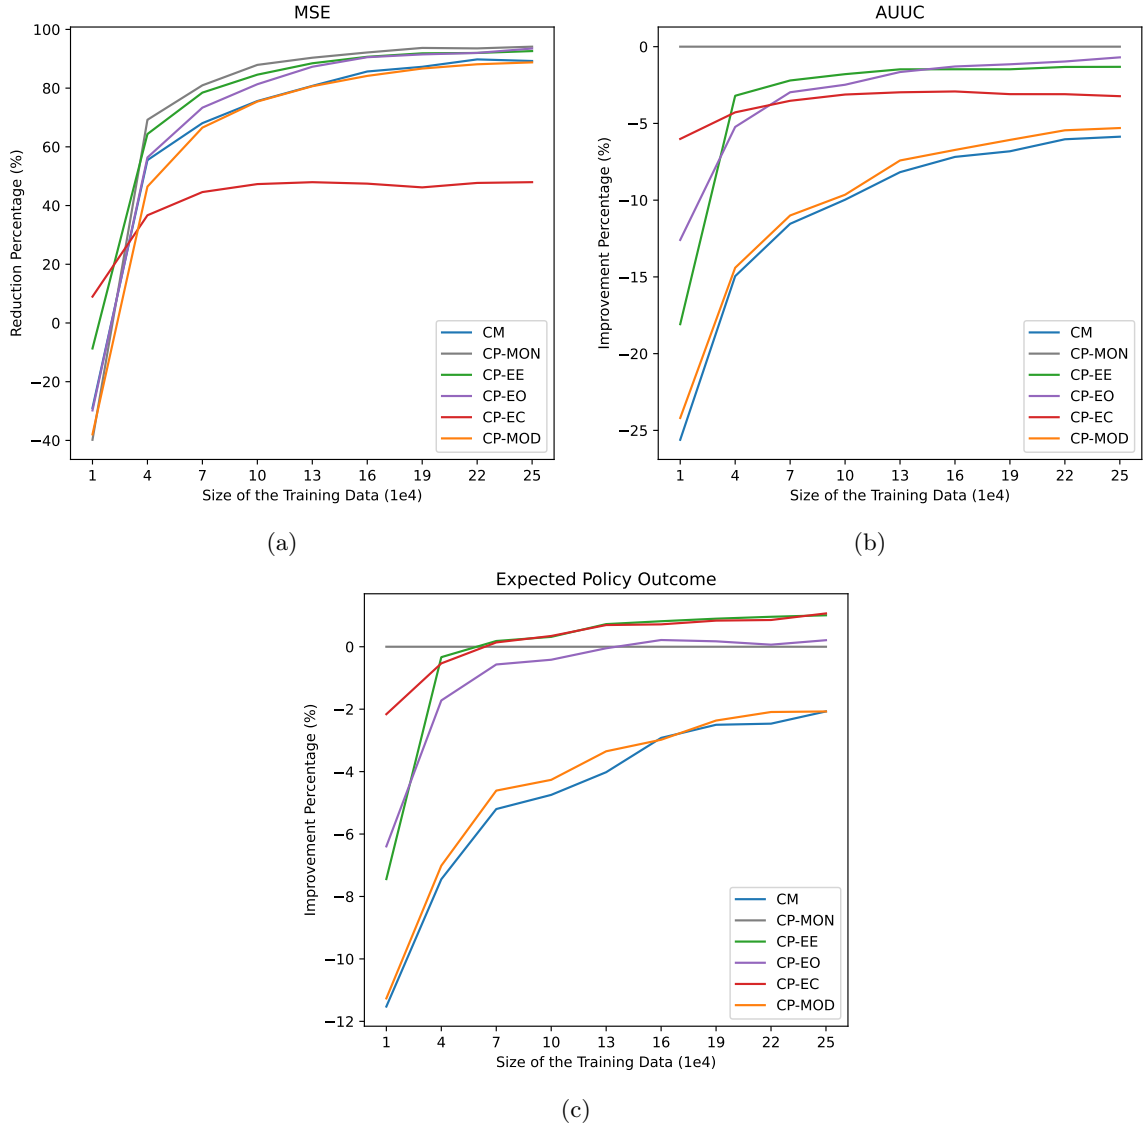 MSE
Reduction Percentage (%)
100
80
60
40
20
0
−20
−40
1 4 7 10 13 16 19 22 25
Size of the Training Data (1e4)
CM
CP-MON
CP-EE
CP-EO
CP-EC
CP-MOD
(a)
AUUC
Improvement Percentage (%)
0
−5
−10
−15
−20
−25
1 4 7 10 13 16 19 22 25
Size of the Training Data (1e4)
CM
CP-MON
CP-EE
CP-EO
CP-EC
CP-MOD
(b)
Expected Policy Outcome
Improvement Percentage (%)
0
−2
−4
−6
−8
−10
−12
1 4 7 10 13 16 19 22 25
Size of the Training Data (1e4)
CM
CP-MON
CP-EE
CP-EO
CP-EC
CP-MOD
(c)